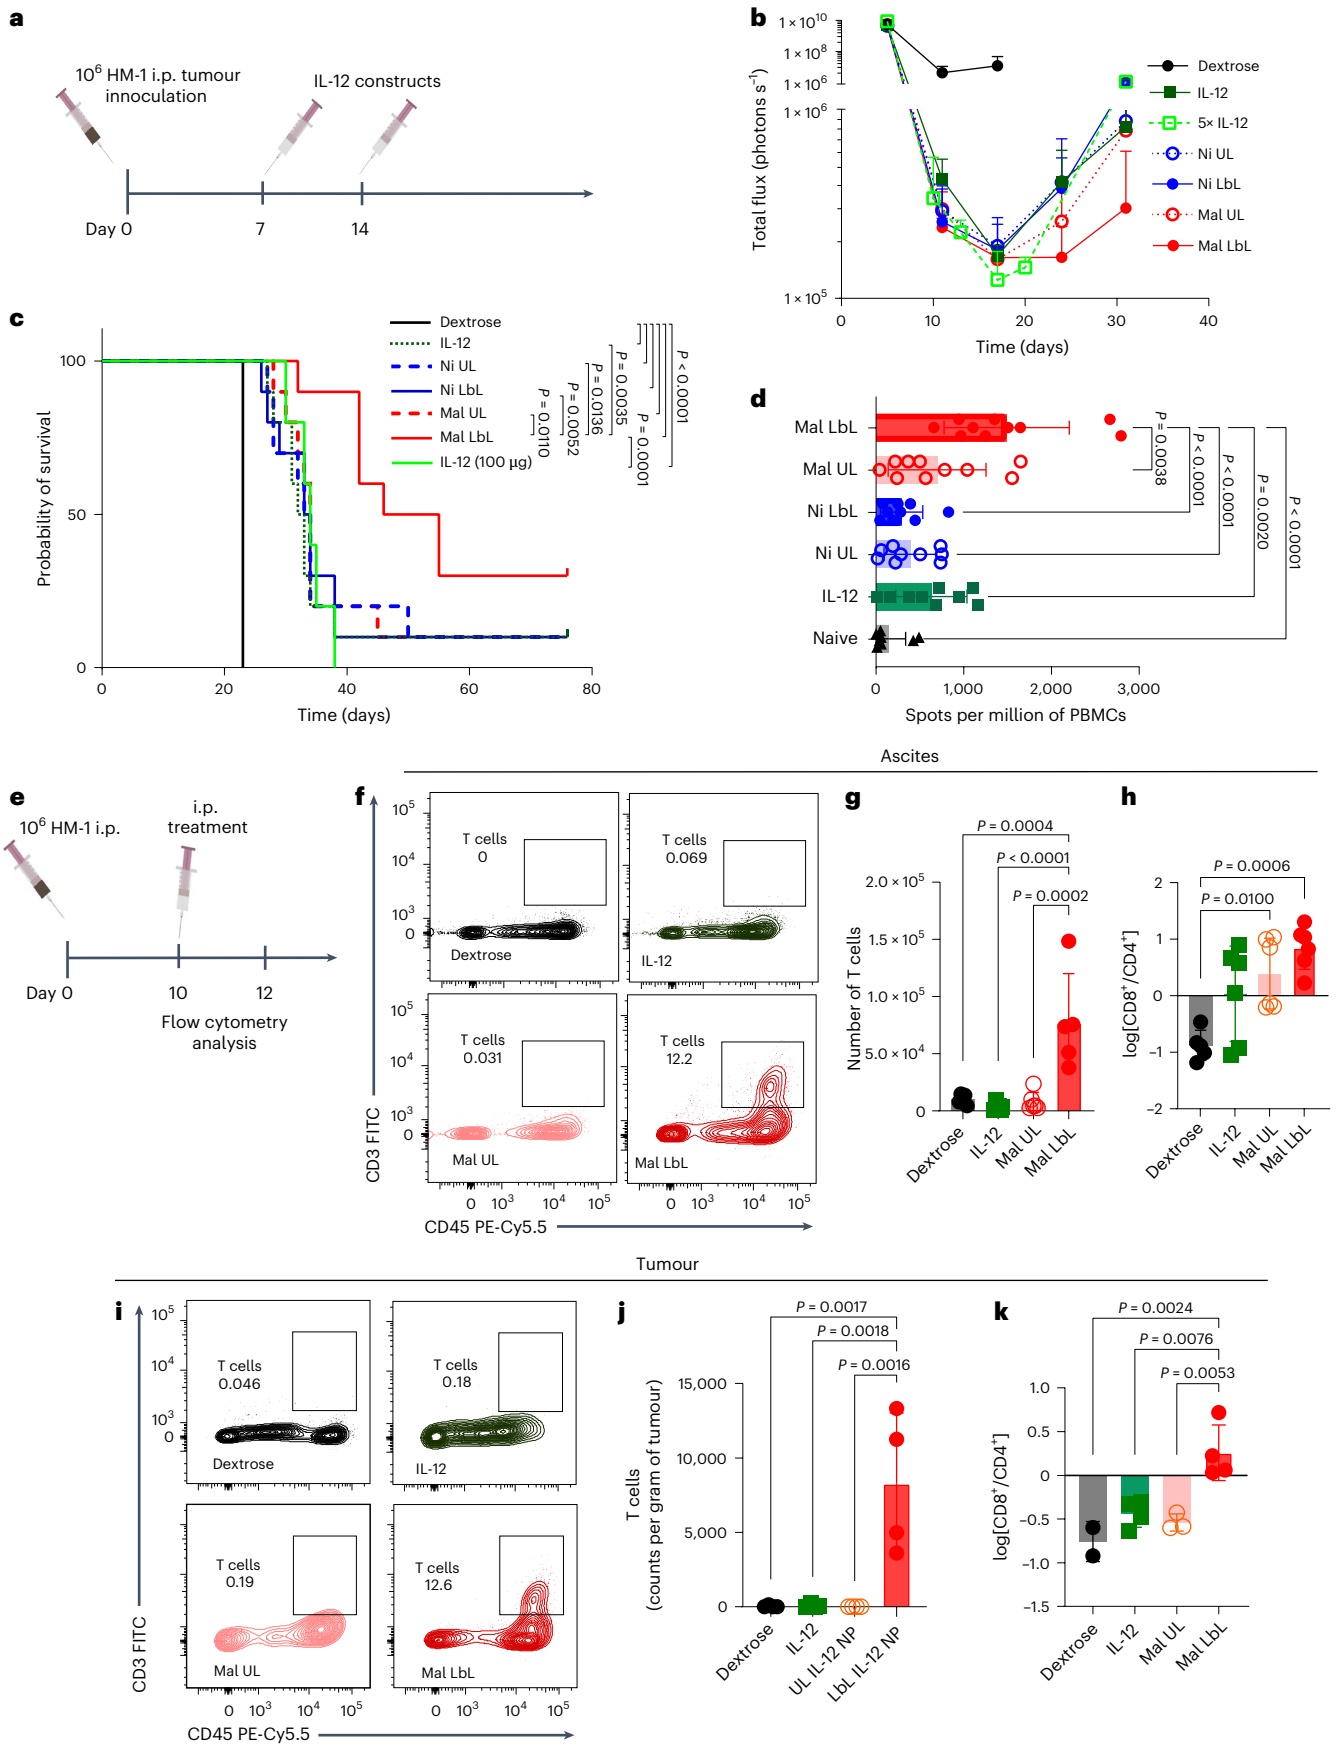 a
10⁶ HM-1 i.p. tumour
innoculation
IL-12 constructs
Day 0
7
14
b
Total flux (photons s⁻¹)
1 × 10¹⁰
1 × 10⁸
1 × 10⁶
1 × 10⁶
1 × 10⁵
0
10
20
30
40
Time (days)
Dextrose
IL-12
5× IL-12
Ni UL
Ni LbL
Mal UL
Mal LbL
c
Probability of survival
100
50
0
0
20
40
60
80
Time (days)
Dextrose
IL-12
Ni UL
Ni LbL
Mal UL
Mal LbL
IL-12 (100 µg)
P = 0.0110
P = 0.0052
P = 0.0136
P = 0.0035
P = 0.0001
P < 0.0001
d
Mal LbL
Mal UL
Ni LbL
Ni UL
IL-12
Naive
0
1,000
2,000
3,000
Spots per million of PBMCs
P = 0.0038
P < 0.0001
P < 0.0001
P = 0.0020
P < 0.0001
e
10⁶ HM-1 i.p.
i.p.
treatment
Day 0
10
12
Flow cytometry
analysis
Ascites
f
CD3 FITC
10⁵
10⁴
10³
0
T cells
0
Dextrose
T cells
0.069
IL-12
10⁵
10⁴
10³
0
T cells
0.031
Mal UL
T cells
12.2
Mal LbL
0 10³ 10⁴ 10⁵
0 10³ 10⁴ 10⁵
CD45 PE-Cy5.5
g
P = 0.0004
P < 0.0001
P = 0.0002
Number of T cells
2.0 × 10⁵
1.5 × 10⁵
1.0 × 10⁵
5.0 × 10⁴
0
Dextrose
IL-12
Mal UL
Mal LbL
h
P = 0.0006
P = 0.0100
log[CD8⁺/CD4⁺]
2
1
0
−1
−2
Dextrose
IL-12
Mal UL
Mal LbL
Tumour
i
CD3 FITC
10⁵
10⁴
10³
0
T cells
0.046
Dextrose
T cells
0.18
IL-12
T cells
0.19
Mal UL
T cells
12.6
Mal LbL
0 10³ 10⁴ 10⁵
0 10³ 10⁴ 10⁵
CD45 PE-Cy5.5
j
P = 0.0017
P = 0.0018
P = 0.0016
T cells
(counts per gram of tumour)
15,000
10,000
5,000
0
Dextrose
IL-12
UL IL-12 NP
LbL IL-12 NP
k
P = 0.0024
P = 0.0076
P = 0.0053
log[CD8⁺/CD4⁺]
1.0
0.5
0
−0.5
−1.0
−1.5
Dextrose
IL-12
Mal UL
Mal LbL